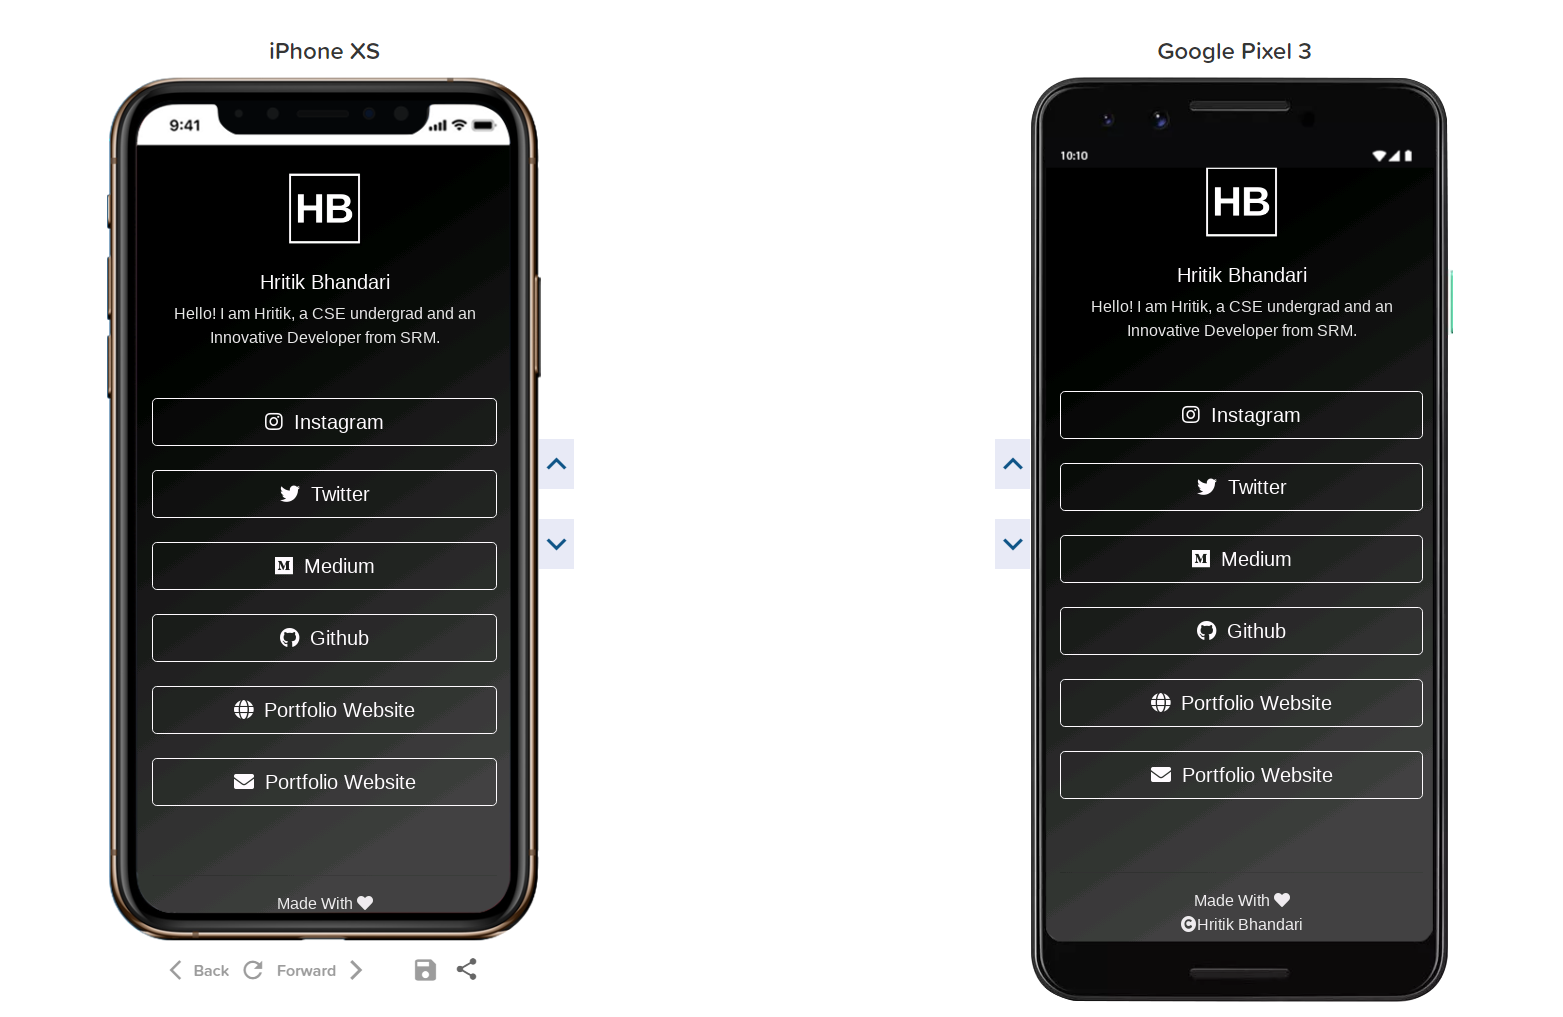 iPhone XS
9:41
HB
Hritik Bhandari
Hello! I am Hritik, a CSE undergrad and an
Innovative Developer from SRM.
Instagram
Twitter
Medium
Github
Portfolio Website
Portfolio Website
Made With
Back
Forward
Google Pixel 3
10:10
HB
Hritik Bhandari
Hello! I am Hritik, a CSE undergrad and an
Innovative Developer from SRM.
Instagram
Twitter
Medium
Github
Portfolio Website
Portfolio Website
Made With
©Hritik Bhandari